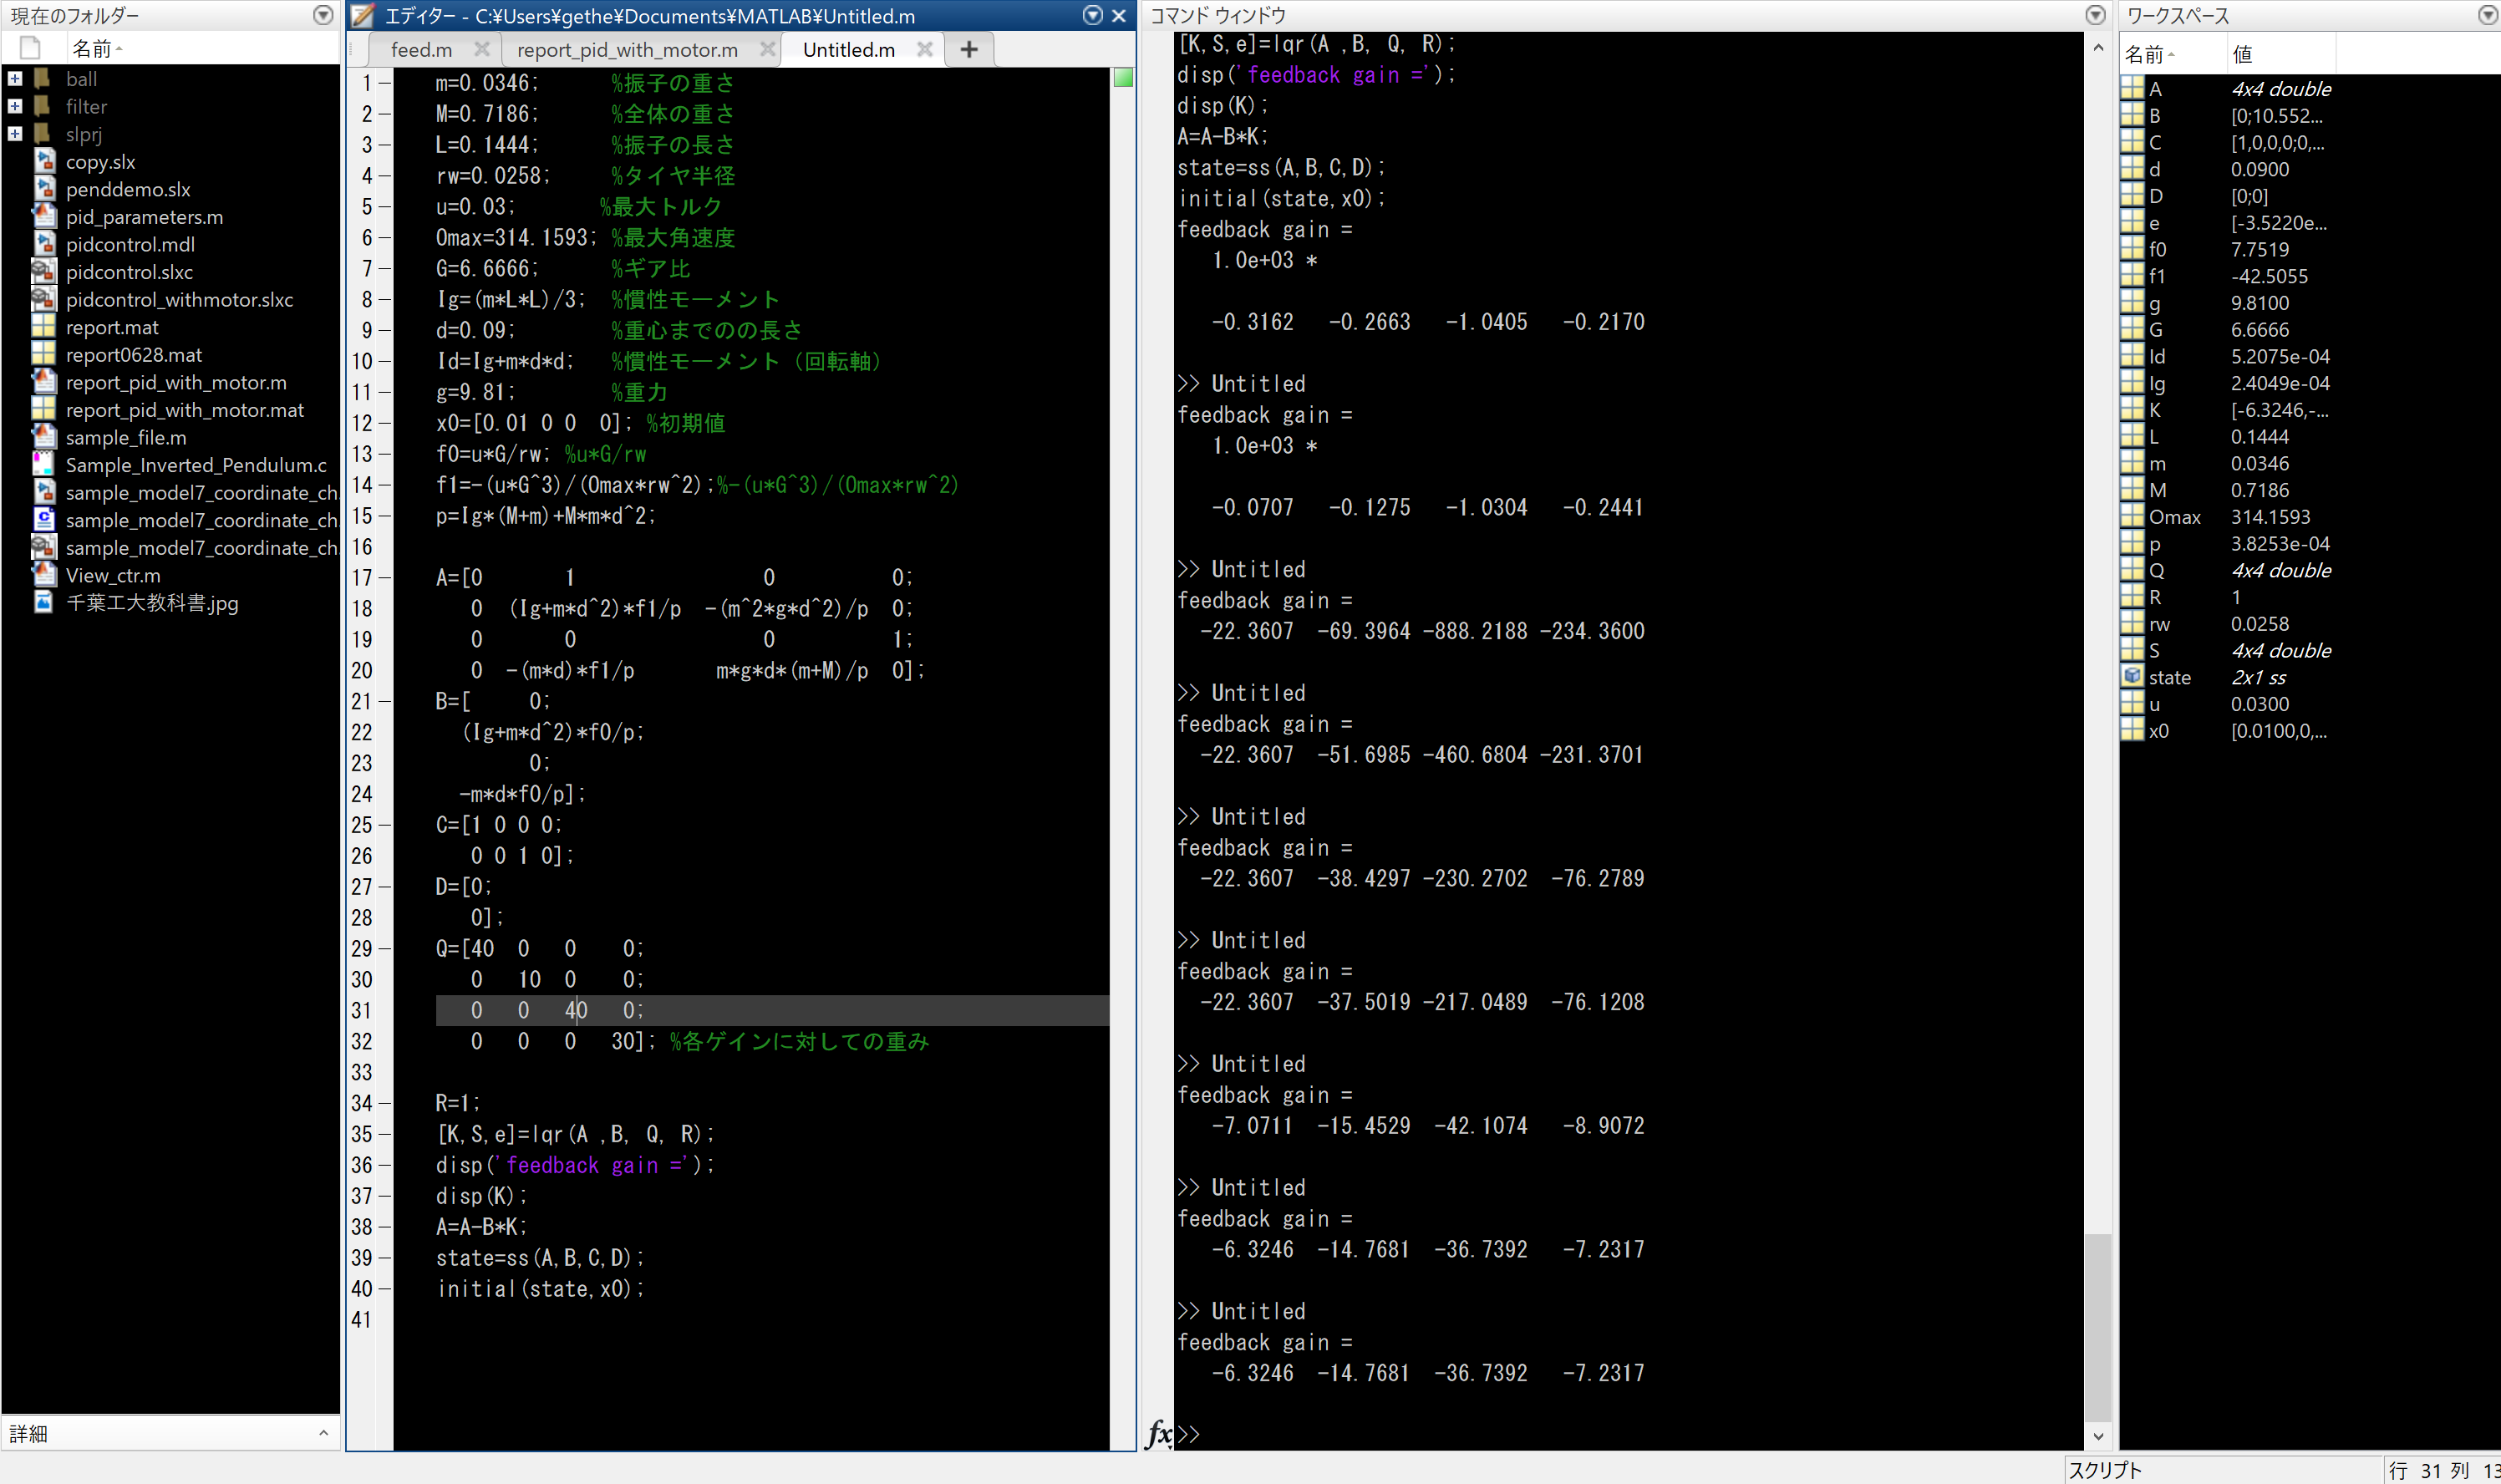 現在のフォルダー
名前
ball
filter
slprj
copy.slx
penddemo.slx
pid_parameters.m
pidcontrol.mdl
pidcontrol.slxc
pidcontrol_withmotor.slxc
report.mat
report0628.mat
report_pid_with_motor.m
report_pid_with_motor.mat
sample_file.m
Sample_Inverted_Pendulum.c
sample_model7_coordinate_ch.
sample_model7_coordinate_ch.
sample_model7_coordinate_ch.
View_ctr.m
千葉工大教科書.jpg
詳細
エディター - C:¥Users¥gethe¥Documents¥MATLAB¥Untitled.m
feed.m report_pid_with_motor.m Untitled.m
1 m=0.0346; %振子の重さ
2 M=0.7186; %全体の重さ
3 L=0.1444; %振子の長さ
4 rw=0.0258; %タイヤ半径
5 u=0.03; %最大トルク
6 Omax=314.1593; %最大角速度
7 G=6.6666; %ギア比
8 Ig=(m*L*L)/3; %慣性モーメント
9 d=0.09; %重心までのの長さ
10 Id=Ig+m*d*d; %慣性モーメント（回転軸）
11 g=9.81; %重力
12 x0=[0.01 0 0 0]; %初期値
13 f0=u*G/rw; %u*G/rw
14 f1=-(u*G^3)/(Omax*rw^2);%-(u*G^3)/(Omax*rw^2)
15 p=Ig*(M+m)+M*m*d^2;
16
17 A=[0 1 0 0;
18 0 (Ig+m*d^2)*f1/p -(m^2*g*d^2)/p 0;
19 0 0 0 1;
20 0 -(m*d)*f1/p m*g*d*(m+M)/p 0];
21 B=[ 0;
22 (Ig+m*d^2)*f0/p;
23 0;
24 -m*d*f0/p];
25 C=[1 0 0 0;
26 0 0 1 0];
27 D=[0;
28 0];
29 Q=[40 0 0 0;
30 0 10 0 0;
31 0 0 40 0;
32 0 0 0 30]; %各ゲインに対しての重み
33
34 R=1;
35 [K,S,e]=lqr(A ,B, Q, R);
36 disp('feedback gain =');
37 disp(K);
38 A=A-B*K;
39 state=ss(A,B,C,D);
40 initial(state,x0);
41
コマンド ウィンドウ
[K,S,e]=lqr(A ,B, Q, R);
disp('feedback gain =');
disp(K);
A=A-B*K;
state=ss(A,B,C,D);
initial(state,x0);
feedback gain =
1.0e+03 *
-0.3162 -0.2663 -1.0405 -0.2170
>> Untitled
feedback gain =
1.0e+03 *
-0.0707 -0.1275 -1.0304 -0.2441
>> Untitled
feedback gain =
-22.3607 -69.3964 -888.2188 -234.3600
>> Untitled
feedback gain =
-22.3607 -51.6985 -460.6804 -231.3701
>> Untitled
feedback gain =
-22.3607 -38.4297 -230.2702 -76.2789
>> Untitled
feedback gain =
-22.3607 -37.5019 -217.0489 -76.1208
>> Untitled
feedback gain =
-7.0711 -15.4529 -42.1074 -8.9072
>> Untitled
feedback gain =
-6.3246 -14.7681 -36.7392 -7.2317
>> Untitled
feedback gain =
-6.3246 -14.7681 -36.7392 -7.2317
fx >>
ワークスペース
名前 値
A 4x4 double
B [0;10.552...
C [1,0,0,0;0,...
d 0.0900
D [0;0]
e [-3.5220e...
f0 7.7519
f1 -42.5055
g 9.8100
G 6.6666
Id 5.2075e-04
Ig 2.4049e-04
K [-6.3246,-...
L 0.1444
m 0.0346
M 0.7186
Omax 314.1593
p 3.8253e-04
Q 4x4 double
R 1
rw 0.0258
S 4x4 double
state 2x1 ss
u 0.0300
x0 [0.0100,0,...
スクリプト 行 31 列 13